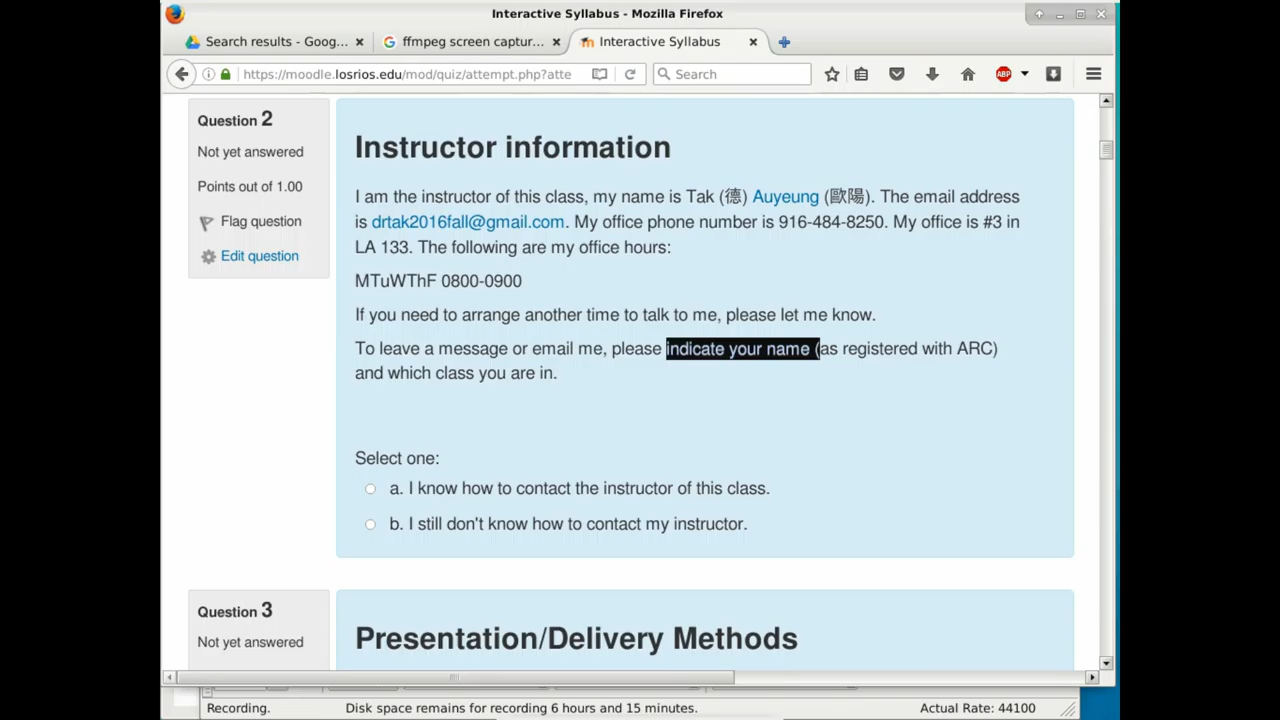 Interactive Syllabus - Mozilla Firefox
Search results - Goog...
ffmpeg screen captur...
Interactive Syllabus
https://moodle.losrios.edu/mod/quiz/attempt.php?atte
Search
ABP
Question 2
Not yet answered
Points out of 1.00
Flag question
Edit question
Instructor information
I am the instructor of this class, my name is Tak (德) Auyeung (歐陽). The email address
is drtak2016fall@gmail.com. My office phone number is 916-484-8250. My office is #3 in
LA 133. The following are my office hours:
MTuWThF 0800-0900
If you need to arrange another time to talk to me, please let me know.
To leave a message or email me, please indicate your name (as registered with ARC)
and which class you are in.
Select one:
a. I know how to contact the instructor of this class.
b. I still don't know how to contact my instructor.
Question 3
Not yet answered
Presentation/Delivery Methods
Recording.
Disk space remains for recording 6 hours and 15 minutes.
Actual Rate: 44100